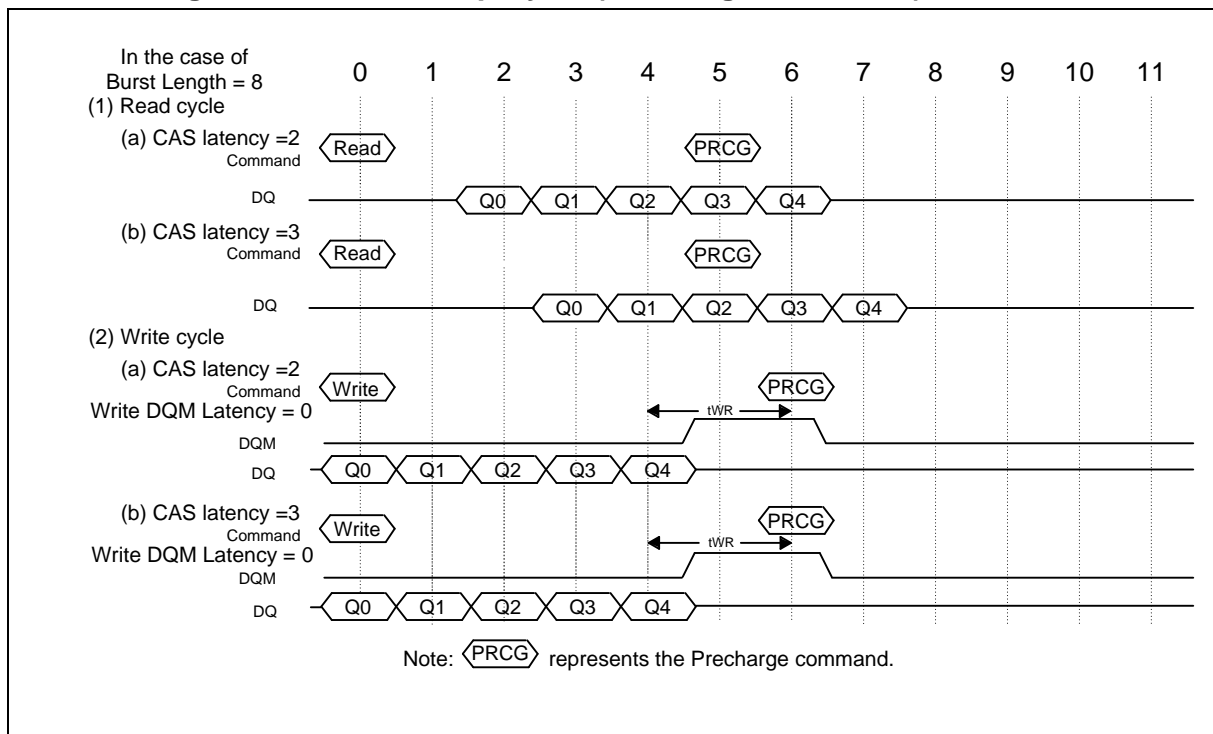 In the case of
Burst Length = 8
0 1 2 3 4 5 6 7 8 9 10 11
(1) Read cycle
(a) CAS latency =2
Command Read PRCG
DQ Q0 Q1 Q2 Q3 Q4
(b) CAS latency =3
Command Read PRCG
DQ Q0 Q1 Q2 Q3 Q4
(2) Write cycle
(a) CAS latency =2
Command Write PRCG
Write DQM Latency = 0 tWR
DQM
DQ Q0 Q1 Q2 Q3 Q4
(b) CAS latency =3
Command Write PRCG
Write DQM Latency = 0 tWR
DQM
DQ Q0 Q1 Q2 Q3 Q4
Note: PRCG represents the Precharge command.